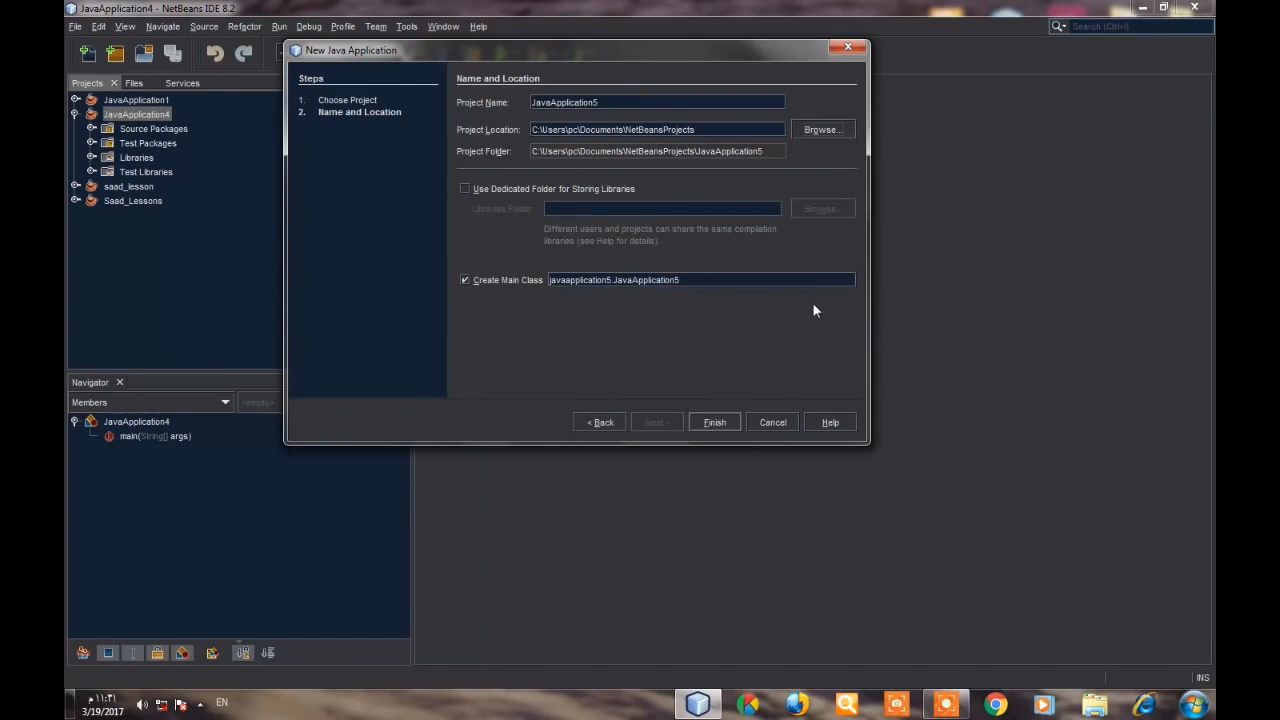 JavaApplication4 - NetBeans IDE 8.2
File Edit View Navigate Source Refactor Run Debug Profile Team Tools Window Help
Search (Ctrl+I)
New Java Application
Projects Files Services
JavaApplication1
JavaApplication4
Source Packages
Test Packages
Libraries
Test Libraries
saad_lesson
Saad_Lessons
Steps
1. Choose Project
2. Name and Location
Name and Location
Project Name: JavaApplication5
Project Location: C:\Users\pc\Documents\NetBeansProjects Browse...
Project Folder: C:\Users\pc\Documents\NetBeansProjects\JavaApplication5
Use Dedicated Folder for Storing Libraries
Libraries Folder: Browse...
Different users and projects can share the same compilation
libraries (see Help for details).
Create Main Class javaapplication5.JavaApplication5
< Back Next > Finish Cancel Help
Navigator
Members <empty>
JavaApplication4
main(String[] args)
INS
١١:٣١ م
3/19/2017
EN